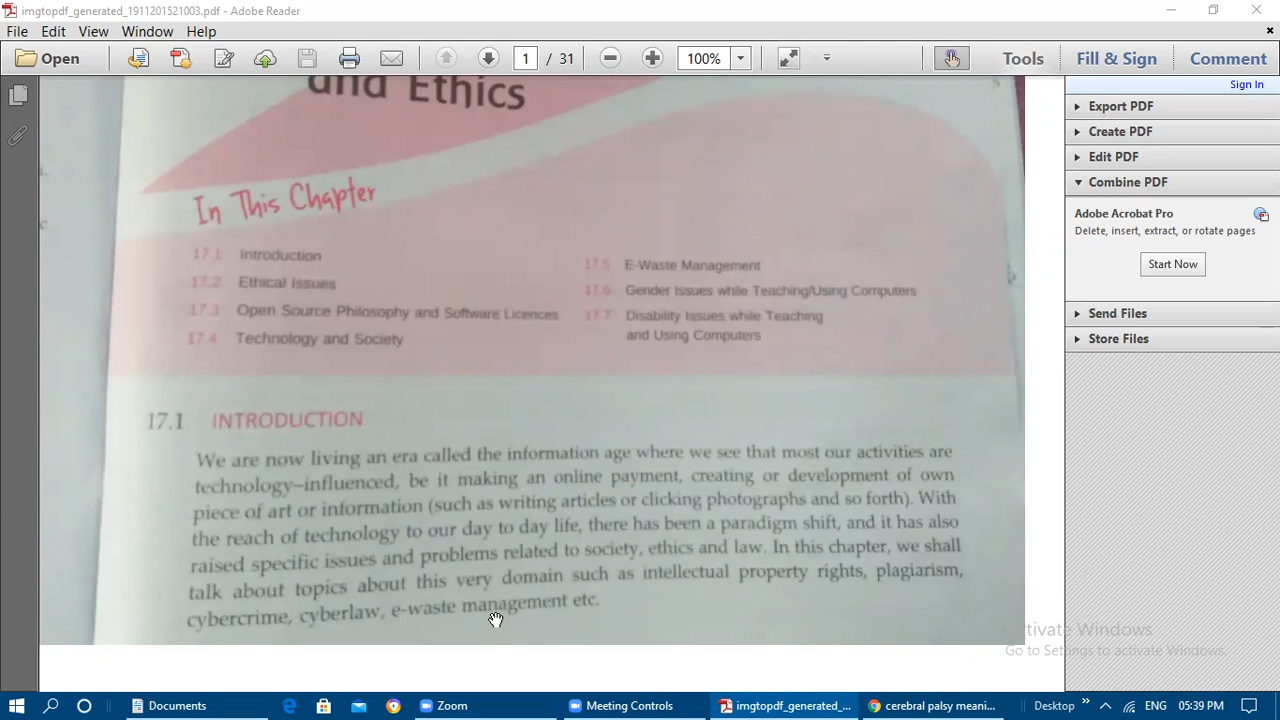 imgtopdf_generated_1911201521003.pdf - Adobe Reader
File Edit View Window Help
Open 1 / 31 100% Tools Fill & Sign Comment
Sign In
Export PDF
Create PDF
Edit PDF
Combine PDF
Adobe Acrobat Pro
Delete, insert, extract, or rotate pages
Start Now
Send Files
Store Files
and Ethics
In This Chapter
17.1 Introduction
17.2 Ethical Issues
17.3 Open Source Philosophy and Software Licences
17.4 Technology and Society
17.5 E-Waste Management
17.6 Gender Issues while Teaching/Using Computers
17.7 Disability Issues while Teaching
and Using Computers
17.1 INTRODUCTION
We are now living an era called the information age where we see that most our activities are
technology–influenced, be it making an online payment, creating or development of own
piece of art or information (such as writing articles or clicking photographs and so forth). With
the reach of technology to our day to day life, there has been a paradigm shift, and it has also
raised specific issues and problems related to society, ethics and law. In this chapter, we shall
talk about topics about this very domain such as intellectual property rights, plagiarism,
cybercrime, cyberlaw, e-waste management etc.
Activate Windows
Go to Settings to activate Windows.
Documents Zoom Meeting Controls imgtopdf_generated_... cerebral palsy meani... Desktop » ENG 05:39 PM